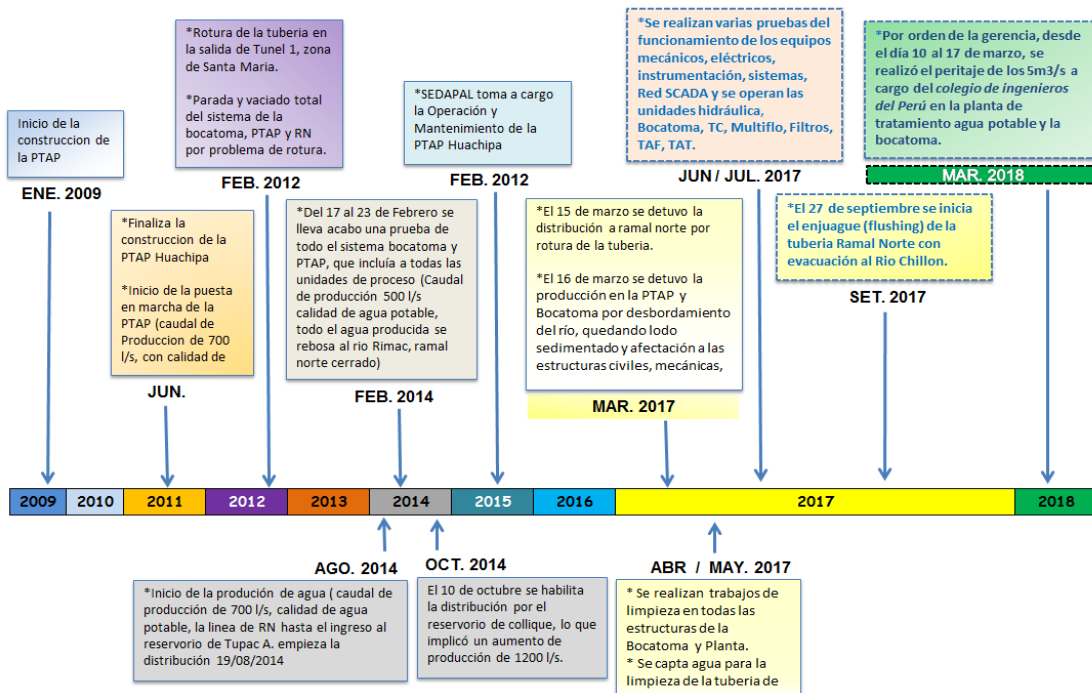 Inicio de la
construccion de
la PTAP
ENE. 2009
*Finaliza la
construccion de la
PTAP Huachipa
*Inicio de la puesta
en marcha de la
PTAP (caudal de
Produccion de 700
l/s, con calidad de
JUN.
*Rotura de la tuberia en la
salida de Tunel 1, zona
de Santa Maria.
*Parada y vaciado total
del sistema de la
bocatoma, PTAP y RN
por problema de rotura.
FEB. 2012
*Del 17 al 23 de Febrero se
lleva acabo una prueba de
todo el sistema bocatoma y
PTAP, que incluía a todas las
unidades de proceso (Caudal
de producción 500 l/s
calidad de agua potable,
todo el agua producida se
rebosa al rio Rimac, ramal
norte cerrado)
FEB. 2014
*SEDAPAL toma a cargo
la Operación y
Mantenimiento de la
PTAP Huachipa
FEB. 2012
*El 15 de marzo se detuvo la
distribución a ramal norte por
rotura de la tuberia.
*El 16 de marzo se detuvo la
producción en la PTAP y
Bocatoma por desbordamiento
del río, quedando lodo
sedimentado y afectación a las
estructuras civiles, mecánicas,
MAR. 2017
*Se realizan varias pruebas del
funcionamiento de los equipos
mecánicos, eléctricos,
instrumentación, sistemas,
Red SCADA y se operan las
unidades hidráulica,
Bocatoma, TC, Multiflo, Filtros,
TAF, TAT.
JUN / JUL. 2017
*El 27 de septiembre se inicia
el enjuague (flushing) de la
tuberia Ramal Norte con
evacuación al Rio Chillon.
SET. 2017
*Por orden de la gerencia, desde
el día 10 al 17 de marzo, se
realizó el peritaje de los 5m3/s a
cargo del colegio de ingenieros
del Perú en la planta de
tratamiento agua potable y la
bocatoma.
MAR. 2018
2009 2010 2011 2012 2013 2014 2015 2016 2017 2018
AGO. 2014
*Inicio de la produción de agua ( caudal de
producción de 700 l/s, calidad de agua
potable, la linea de RN hasta el ingreso al
reservorio de Tupac A. empieza la
distribución 19/08/2014
OCT. 2014
El 10 de octubre se habilita
la distribución por el
reservorio de collique, lo que
implicó un aumento de
producción de 1200 l/s.
ABR / MAY. 2017
* Se realizan trabajos de
limpieza en todas las
estructuras de la
Bocatoma y Planta.
* Se capta agua para la
limpieza de la tuberia de